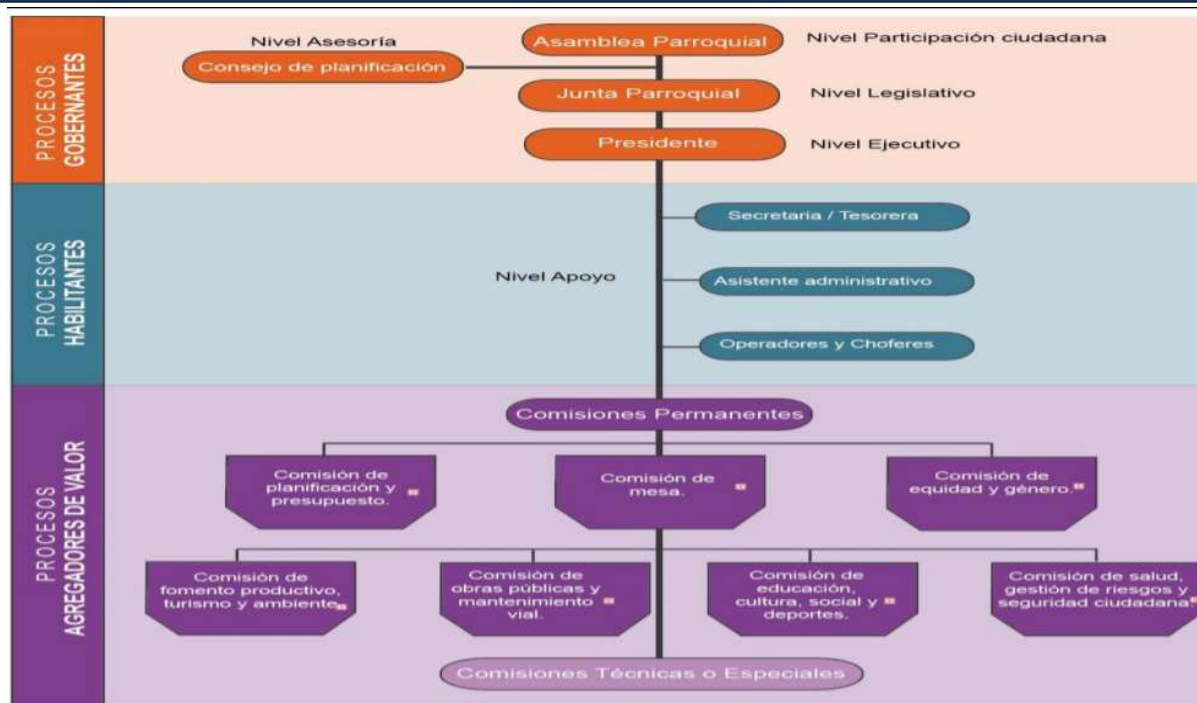 PROCESOS
GOBERNANTES
Nivel Asesoría
Consejo de planificación
Asamblea Parroquial
Nivel Participación ciudadana
Junta Parroquial
Nivel Legislativo
Presidente
Nivel Ejecutivo
PROCESOS
HABILITANTES
Nivel Apoyo
Secretaria / Tesorera
Asistente administrativo
Operadores y Choferes
PROCESOS
AGREGADORES DE VALOR
Comisiones Permanentes
Comisión de
planificación y
presupuesto.
Comisión de
mesa.
Comisión de
equidad y género.
Comisión de
fomento productivo,
turismo y ambiente
Comisión de
obras públicas y
mantenimiento
vial.
Comisión de
educación,
cultura, social y
deportes.
Comisión de salud,
gestión de riesgos y
seguridad ciudadana
Comisiones Técnicas o Especiales